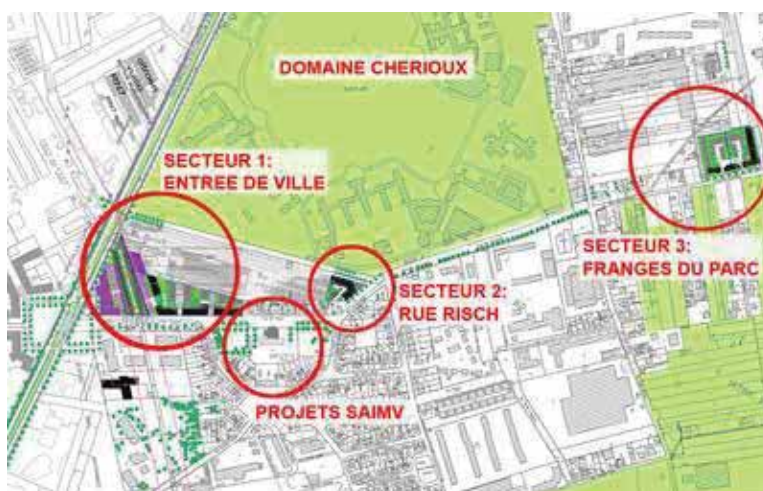 DOMAINE CHERIOUX
SECTEUR 1:
ENTREE DE VILLE
SECTEUR 3:
FRANGES DU PARC
SECTEUR 2:
RUE RISCH
PROJETS SAIMV